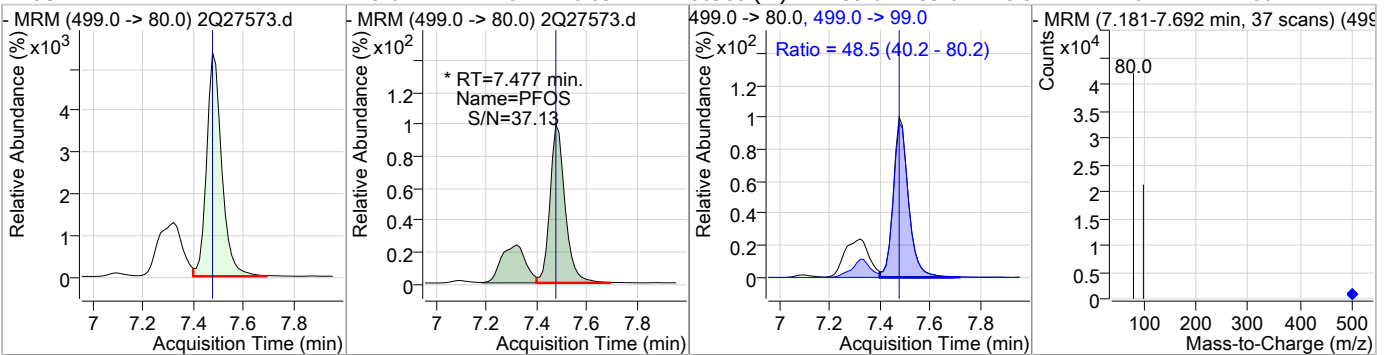 - MRM (499.0 -> 80.0) 2Q27573.d
Relative Abundance (%)
x10³
4
3
2
1
0
7 7.2 7.4 7.6 7.8
Acquisition Time (min)
- MRM (499.0 -> 80.0) 2Q27573.d
Relative Abundance (%)
x10²
* RT=7.477 min.
Name=PFOS
S/N=37.13
1.2
1
0.8
0.6
0.4
0.2
0
7 7.2 7.4 7.6 7.8
Acquisition Time (min)
499.0 -> 80.0, 499.0 -> 99.0
Relative Abundance (%)
x10²
Ratio = 48.5 (40.2 - 80.2)
1.2
1
0.8
0.6
0.4
0.2
0
7 7.2 7.4 7.6 7.8
Acquisition Time (min)
- MRM (7.181-7.692 min, 37 scans) (499
Counts
x10⁴
80.0
4
3.5
3
2.5
2
1.5
1
0.5
0
100 200 300 400 500
Mass-to-Charge (m/z)